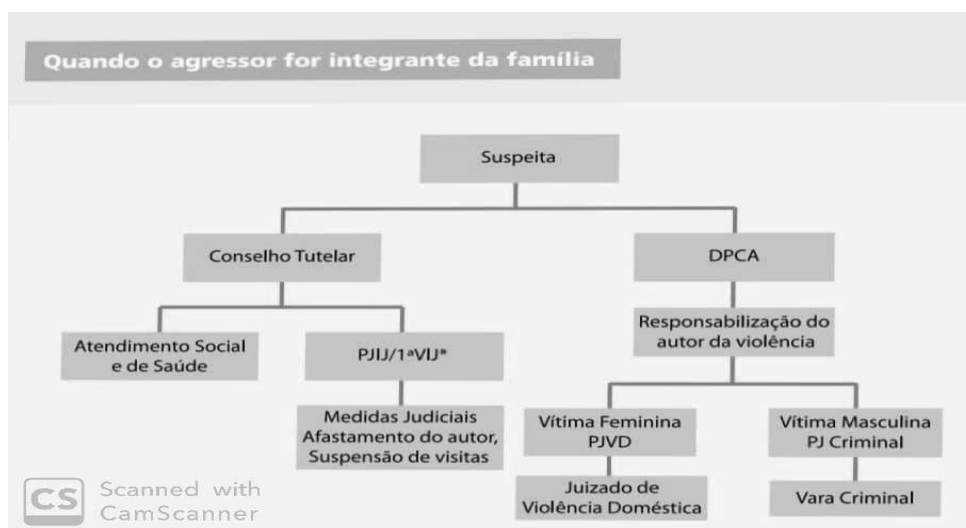 Quando o agressor for integrante da família
Suspeita
Conselho Tutelar
DPCA
Atendimento Social
e de Saúde
PJIJ/1ªVIJ*
Medidas Judiciais
Afastamento do autor,
Suspensão de visitas
Responsabilização do
autor da violência
Vítima Feminina
PJVD
Juizado de
Violência Doméstica
Vítima Masculina
PJ Criminal
Vara Criminal
CS
Scanned with
CamScanner